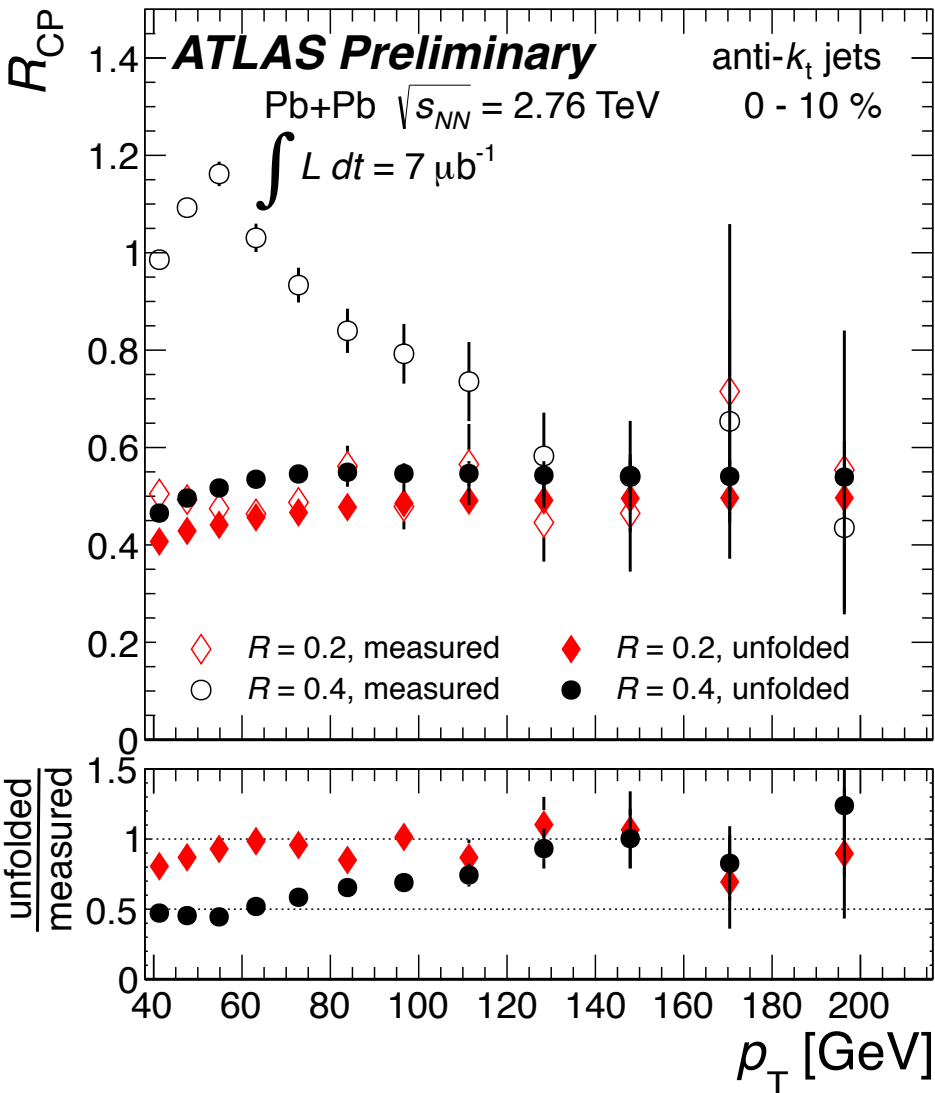 R_CP
ATLAS Preliminary
anti-k_t jets
Pb+Pb √s_NN = 2.76 TeV
0 - 10 %
∫ L dt = 7 μb⁻¹
1.4
1.2
1
0.8
0.6
0.4
0.2
0
R = 0.2, measured
R = 0.2, unfolded
R = 0.4, measured
R = 0.4, unfolded
unfolded
measured
1.5
1
0.5
0
40 60 80 100 120 140 160 180 200
p_T [GeV]